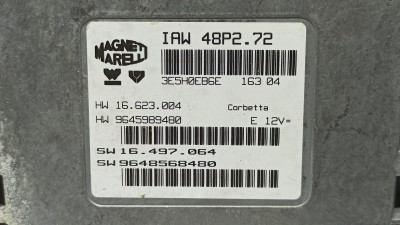 MAGNETI MARELLI
IAW 48P2.72
3E5H0EB6E 163 04
HW 16.623.004 Corbetta
HW 9645989480 E 12V=
SW 16.497.064
SW 9648568480